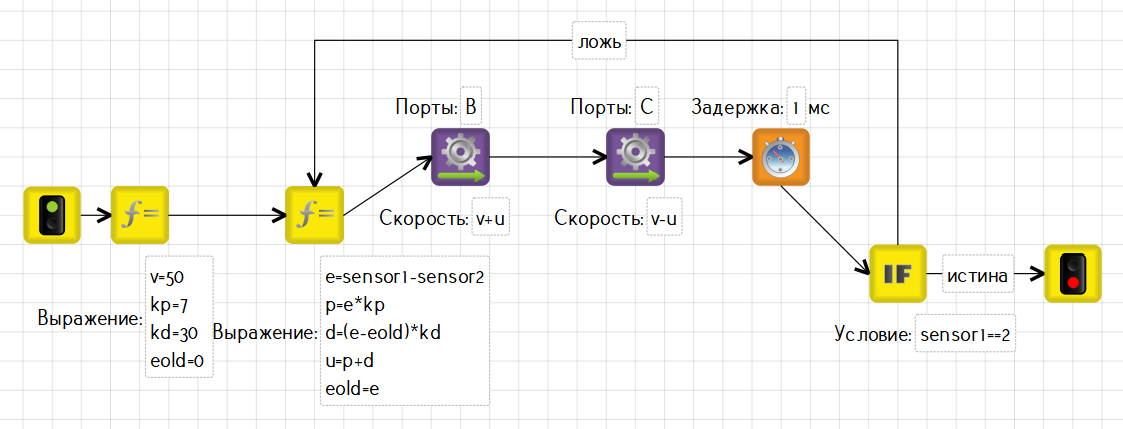 ложь
Порты: B
Порты: C
Задержка: 1 мс
f=
f=
Скорость: v+u
Скорость: v-u
IF
истина
Выражение:
v=50
kp=7
kd=30
eold=0
Выражение:
e=sensor1-sensor2
p=e*kp
d=(e-eold)*kd
u=p+d
eold=e
Условие: sensor1==2